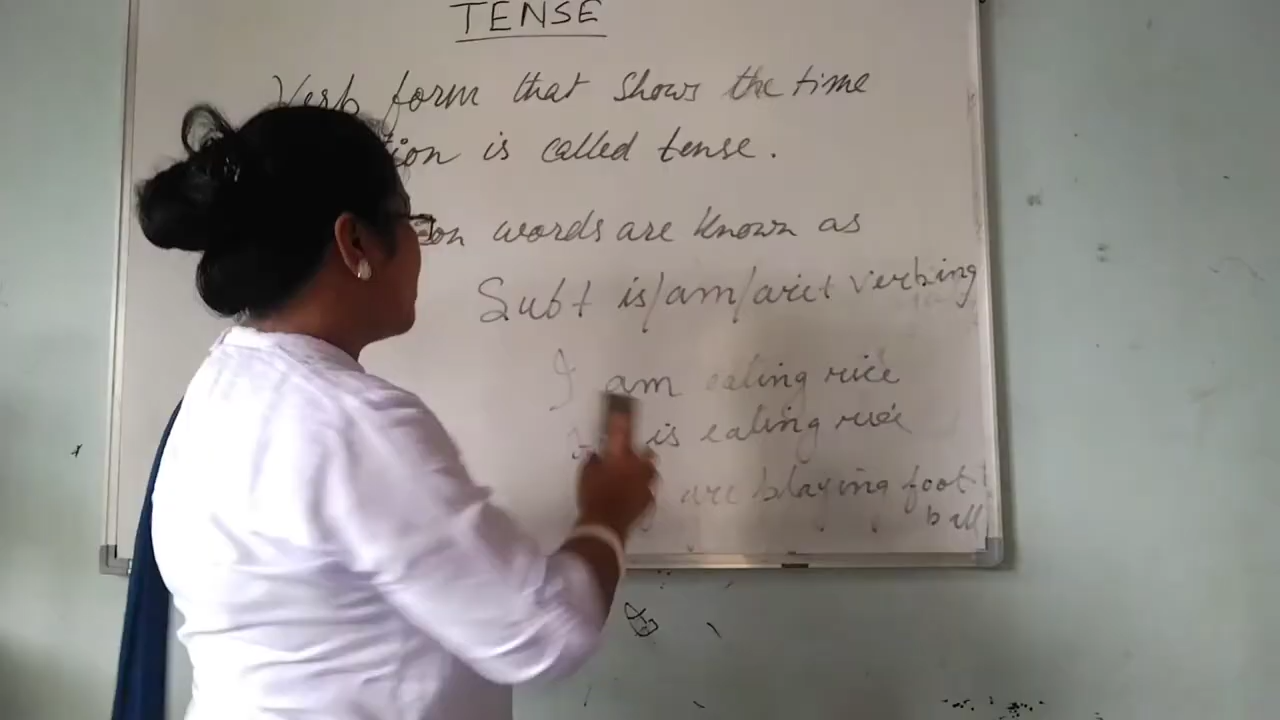 TENSE
Verb form that shows the time
is called tense.
words are known as
Sub + is/am/are + verbing
I am eating rice
is eating rice
are playing foot
ball